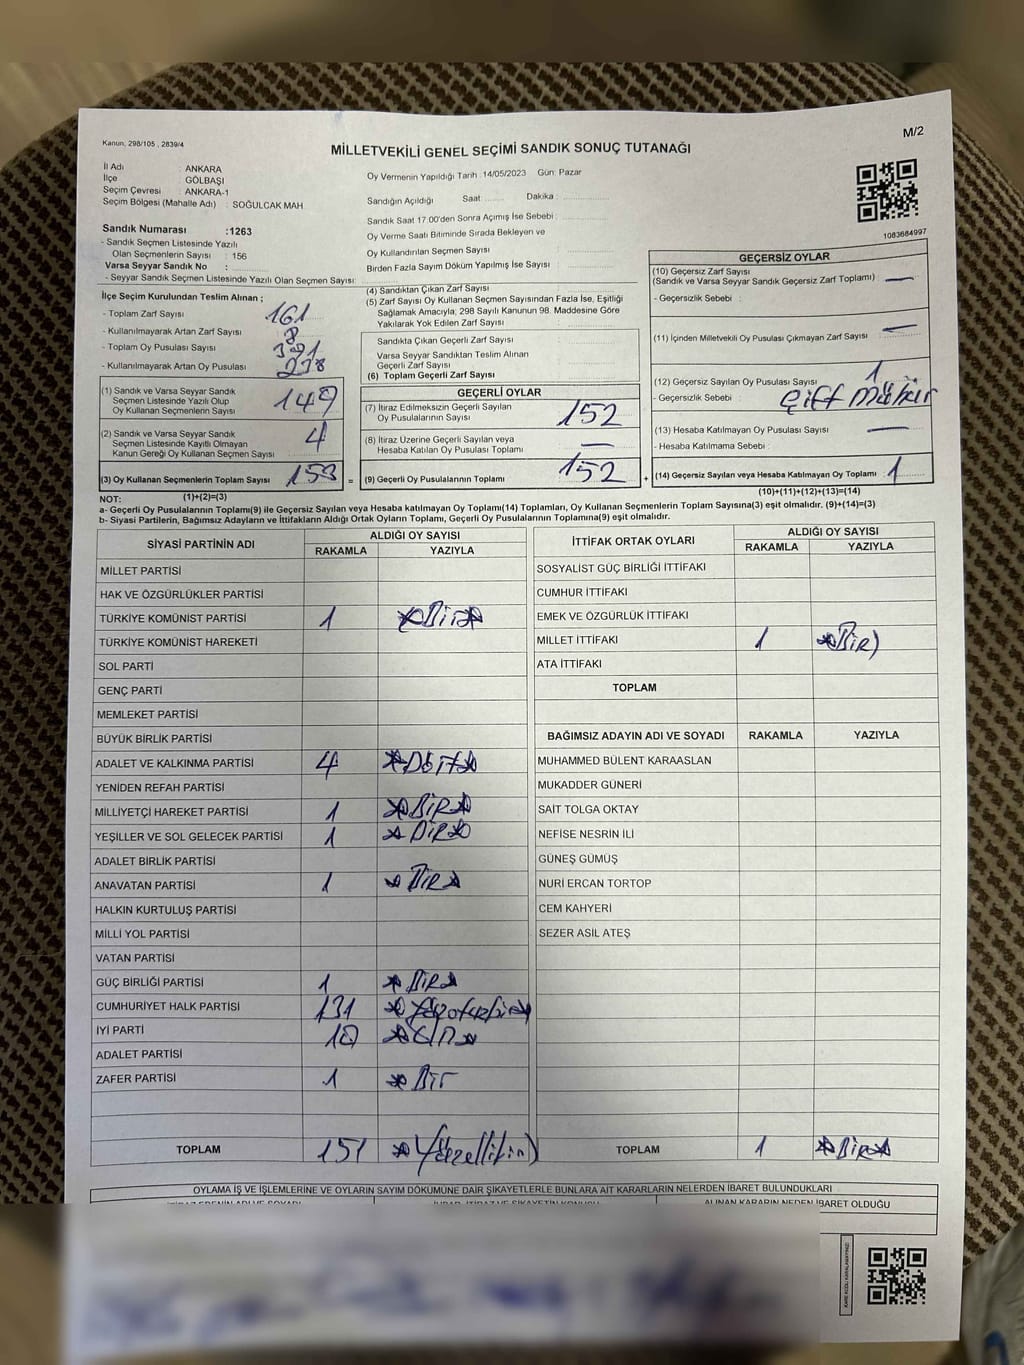 Kanun, 298/105 , 2839/4
M/2
MİLLETVEKİLİ GENEL SEÇİMİ SANDIK SONUÇ TUTANAĞI
İl Adı : ANKARA
İlçe : GÖLBAŞI
Seçim Çevresi : ANKARA-1
Seçim Bölgesi (Mahalle Adı) : SOĞULCAK MAH.
Sandık Numarası :1263
- Sandık Seçmen Listesinde Yazılı
Olan Seçmenlerin Sayısı : 156
Varsa Seyyar Sandık No :
- Seyyar Sandık Seçmen Listesinde Yazılı Olan Seçmen Sayısı:
Oy Vermenin Yapıldığı Tarih : 14/05/2023 Gün: Pazar
Sandığın Açıldığı Saat: Dakika :
Sandık Saat 17.00'den Sonra Açımış İse Sebebi :
Oy Verme Saati Bitiminde Sırada Bekleyen ve
Oy Kullandırılan Seçmen Sayısı :
Birden Fazla Sayım Döküm Yapılmış İse Sayısı :
1083684997
İlçe Seçim Kurulundan Teslim Alınan ;
- Toplam Zarf Sayısı : 161
- Kullanılmayarak Artan Zarf Sayısı : 8
- Toplam Oy Pusulası Sayısı :
- Kullanılmayarak Artan Oy Pusulası : 238
(1) Sandık ve Varsa Seyyar Sandık
Seçmen Listesinde Yazılı Olup
Oy Kullanan Seçmenlerin Sayısı : 149
(2) Sandık ve Varsa Seyyar Sandık
Seçmen Listesinde Kayıtlı Olmayan
Kanun Gereği Oy Kullanan Seçmen Sayısı : 4
(3) Oy Kullanan Seçmenlerin Toplam Sayısı : 153 =
(4) Sandıktan Çıkan Zarf Sayısı :
(5) Zarf Sayısı Oy Kullanan Seçmen Sayısından Fazla İse, Eşitliği
Sağlamak Amacıyla; 298 Sayılı Kanunun 98. Maddesine Göre
Yakılarak Yok Edilen Zarf Sayısı :
Sandıkta Çıkan Geçerli Zarf Sayısı :
Varsa Seyyar Sandıktan Teslim Alınan
Geçerli Zarf Sayısı :
(6) Toplam Geçerli Zarf Sayısı :
GEÇERLİ OYLAR
(7) İtiraz Edilmeksizin Geçerli Sayılan
Oy Pusulalarının Sayısı : 152
(8) İtiraz Üzerine Geçerli Sayılan veya
Hesaba Katılan Oy Pusulası Toplamı : —
(9) Geçerli Oy Pusulalarının Toplamı : 152 +
GEÇERSİZ OYLAR
(10) Geçersiz Zarf Sayısı
(Sandık ve Varsa Seyyar Sandık Geçersiz Zarf Toplamı) : —
- Geçersizlik Sebebi :
(11) İçinden Milletvekili Oy Pusulası Çıkmayan Zarf Sayısı : —
(12) Geçersiz Sayılan Oy Pusulası Sayısı : 1
- Geçersizlik Sebebi : Çift Mühür
(13) Hesaba Katılmayan Oy Pusulası Sayısı : —
- Hesaba Katılmama Sebebi :
(14) Geçersiz Sayılan veya Hesaba Katılmayan Oy Toplamı : 1
NOT: (1)+(2)=(3) (10)+(11)+(12)+(13)=(14)
a- Geçerli Oy Pusulalarının Toplamı(9) ile Geçersiz Sayılan veya Hesaba katılmayan Oy Toplamı(14) Toplamları, Oy Kullanan Seçmenlerin Toplam Sayısına(3) eşit olmalıdır. (9)+(14)=(3)
b- Siyasi Partilerin, Bağımsız Adayların ve İttifakların Aldığı Ortak Oyların Toplamı, Geçerli Oy Pusulalarının Toplamına(9) eşit olmalıdır.
SİYASİ PARTİNİN ADI ALDIĞI OY SAYISI
RAKAMLA YAZIYLA
MİLLET PARTİSİ
HAK VE ÖZGÜRLÜKLER PARTİSİ
TÜRKİYE KOMÜNİST PARTİSİ 1 Bir
TÜRKİYE KOMÜNİST HAREKETİ
SOL PARTİ
GENÇ PARTİ
MEMLEKET PARTİSİ
BÜYÜK BİRLİK PARTİSİ
ADALET VE KALKINMA PARTİSİ 4 Dört
YENİDEN REFAH PARTİSİ
MİLLİYETÇİ HAREKET PARTİSİ 1 BiR
YEŞİLLER VE SOL GELECEK PARTİSİ 1 BiR
ADALET BİRLİK PARTİSİ
ANAVATAN PARTİSİ 1 BiR
HALKIN KURTULUŞ PARTİSİ
MİLLİ YOL PARTİSİ
VATAN PARTİSİ
GÜÇ BİRLİĞİ PARTİSİ 1 BiR
CUMHURİYET HALK PARTİSİ 131 Yüzotuzbir
İYİ PARTİ 10 On
ADALET PARTİSİ
ZAFER PARTİSİ 1 Bir
TOPLAM 151 Yüzellibir
İTTİFAK ORTAK OYLARI ALDIĞI OY SAYISI
RAKAMLA YAZIYLA
SOSYALİST GÜÇ BİRLİĞİ İTTİFAKI
CUMHUR İTTİFAKI
EMEK VE ÖZGÜRLÜK İTTİFAKI
MİLLET İTTİFAKI 1 BiR
ATA İTTİFAKI
TOPLAM
BAĞIMSIZ ADAYIN ADI VE SOYADI RAKAMLA YAZIYLA
MUHAMMED BÜLENT KARAASLAN
MUKADDER GÜNERİ
SAİT TOLGA OKTAY
NEFİSE NESRİN İLİ
GÜNEŞ GÜMÜŞ
NURİ ERCAN TORTOP
CEM KAHYERİ
SEZER ASİL ATEŞ
TOPLAM 1 BiR
OYLAMA İŞ VE İŞLEMLERİNE VE OYLARIN SAYIM DÖKÜMÜNE DAİR ŞİKAYETLERLE BUNLARA AİT KARARLARIN NELERDEN İBARET BULUNDUKLARI
ALINAN KARARIN NEDEN İBARET OLDUĞU